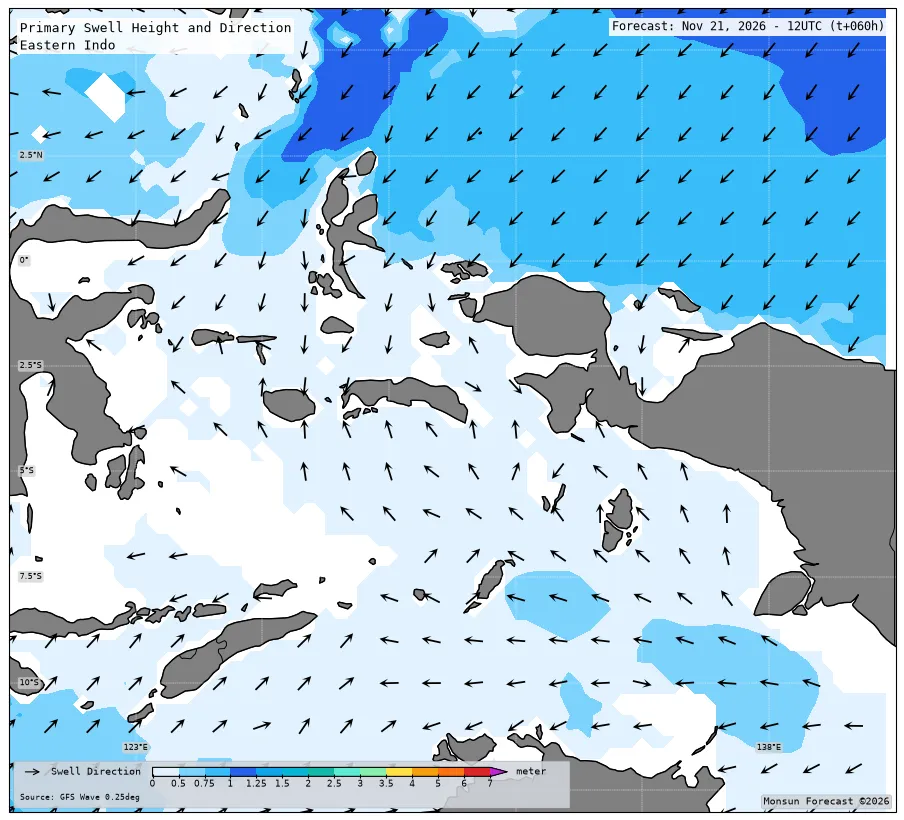 Primary Swell Height and Direction
Eastern Indo
Forecast: Nov 21, 2026 - 12UTC (t+060h)
2.5°N
0°
2.5°S
5°S
7.5°S
10°S
123°E
138°E
Swell Direction
0 0.5 0.75 1 1.25 1.5 2 2.5 3 3.5 4 5 6 7
meter
Source: GFS Wave 0.25deg
Monsun Forecast ©2026